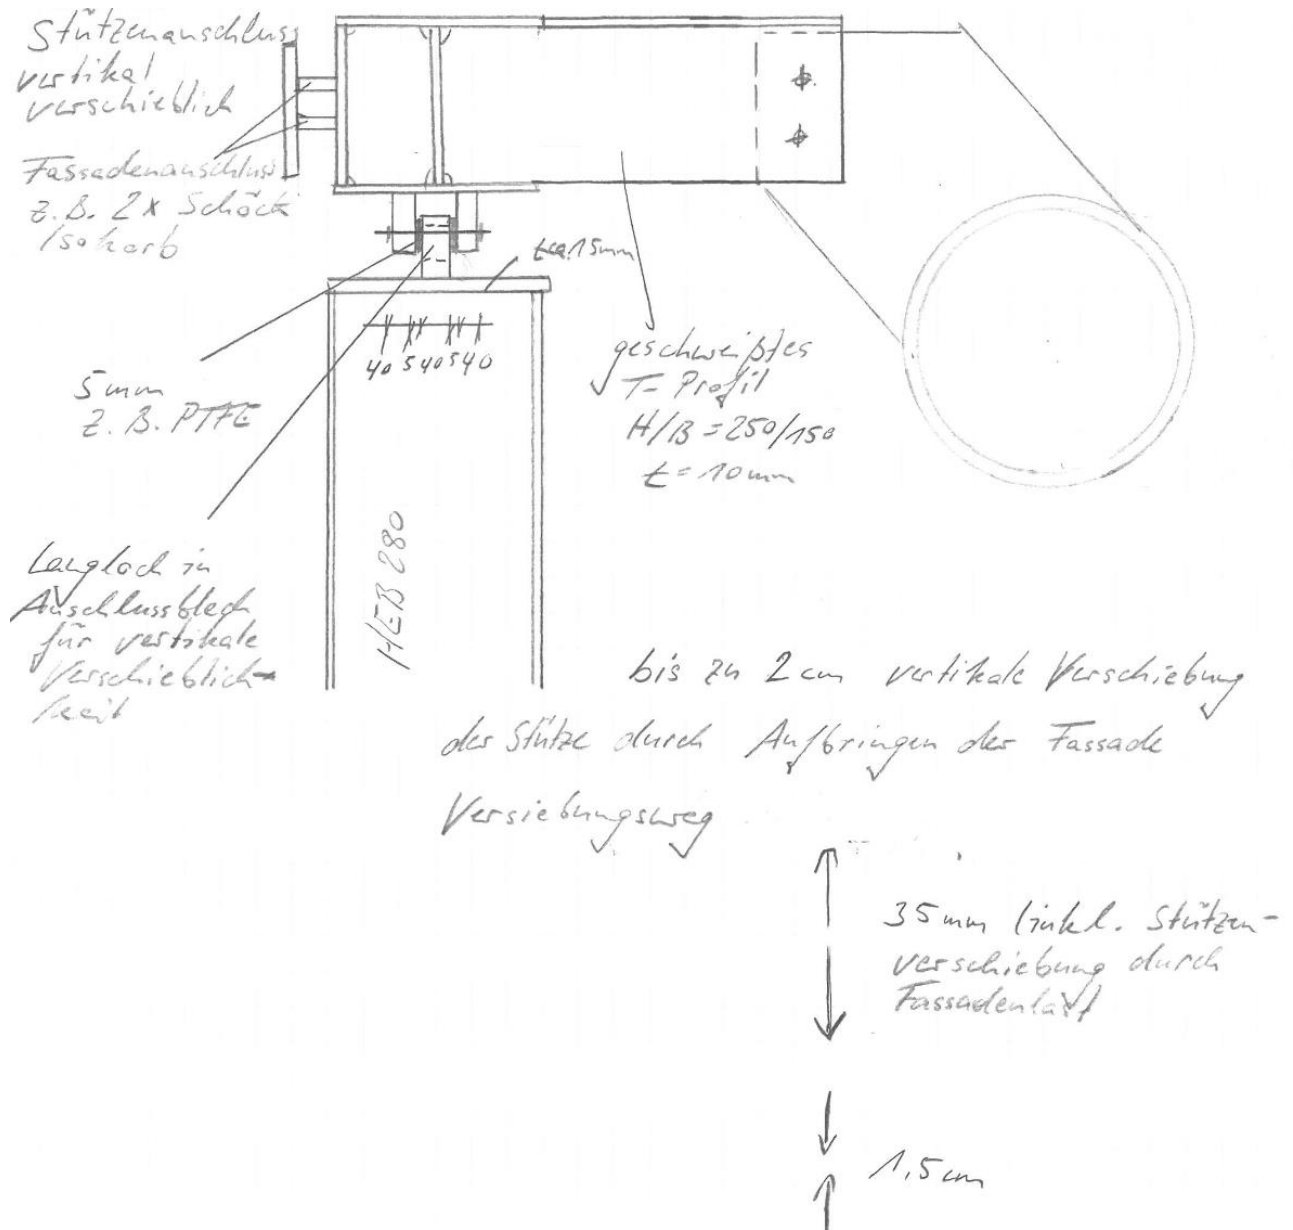 Stützenanschluss
vertikal
verschieblich
Fassadenanschluss
z.B. 2x Schöck
Isokorb
t=ca.15mm
40 5 40 5 40
5mm
z.B. PTFE
geschweißtes
T-Profil
H/B=250/150
t=10mm
HEB 280
Langloch in
Anschlussblech
für vertikale
Verschieblich-
keit
bis zu 2cm vertikale Verschiebung
der Stütze durch Aufbringen der Fassade
Versiebungsweg
35mm (inkl. Stützen-
verschiebung durch
Fassadenlast
1,5cm